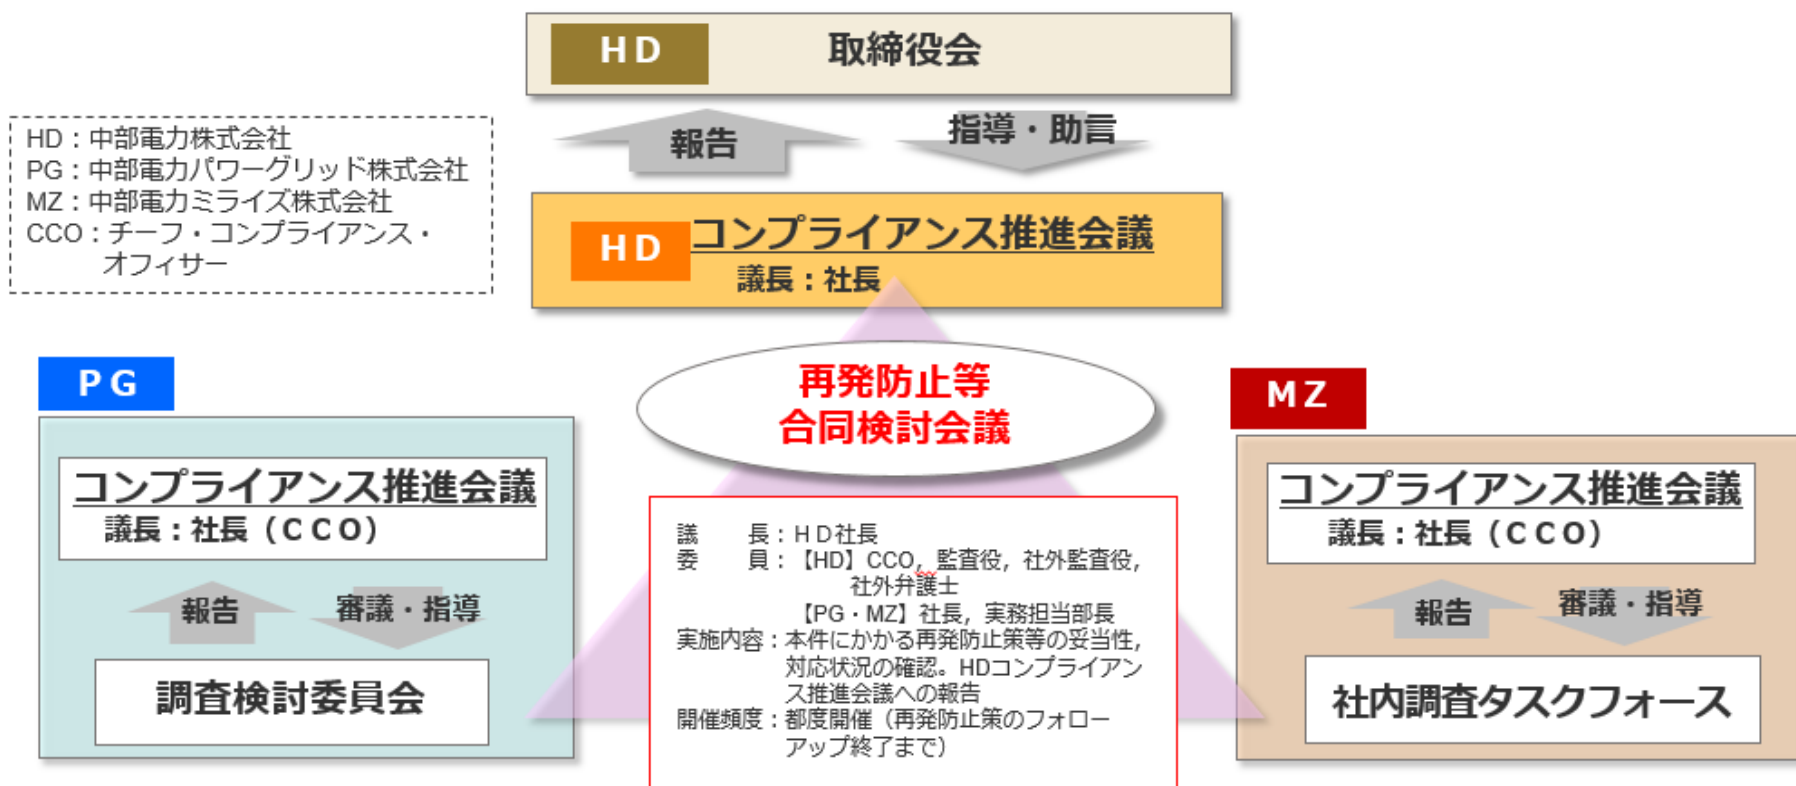 HD 取締役会
報告
指導・助言
HD：中部電力株式会社
PG：中部電力パワーグリッド株式会社
MZ：中部電力ミライズ株式会社
CCO：チーフ・コンプライアンス・
オフィサー
HD コンプライアンス推進会議
議長：社長
再発防止等
合同検討会議
PG
コンプライアンス推進会議
議長：社長（ＣＣＯ）
報告
審議・指導
調査検討委員会
議　　長：ＨＤ社長
委　　員：【HD】CCO，監査役，社外監査役，
社外弁護士
【PG・MZ】社長，実務担当部長
実施内容：本件にかかる再発防止策等の妥当性，
対応状況の確認。HDコンプライアン
ス推進会議への報告
開催頻度：都度開催（再発防止策のフォロー
アップ終了まで）
MZ
コンプライアンス推進会議
議長：社長（ＣＣＯ）
報告
審議・指導
社内調査タスクフォース